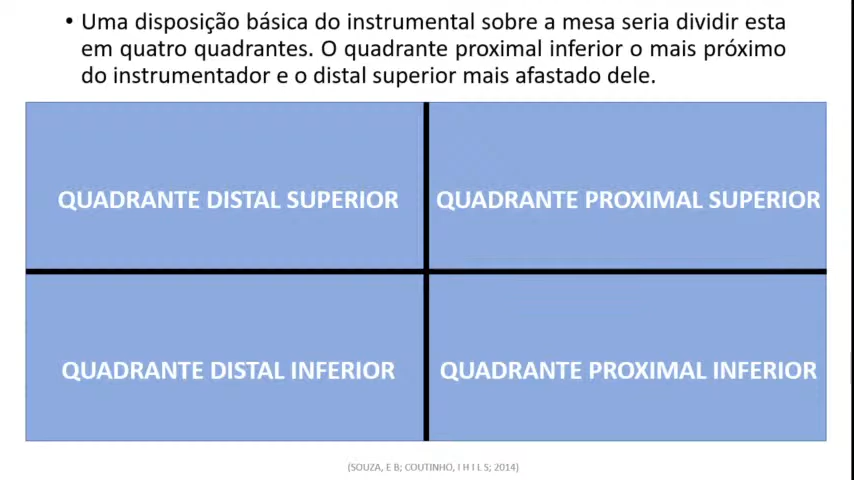 • Uma disposição básica do instrumental sobre a mesa seria dividir esta
em quatro quadrantes. O quadrante proximal inferior o mais próximo
do instrumentador e o distal superior mais afastado dele.
QUADRANTE DISTAL SUPERIOR
QUADRANTE PROXIMAL SUPERIOR
QUADRANTE DISTAL INFERIOR
QUADRANTE PROXIMAL INFERIOR
(SOUZA, E B; COUTINHO, I H I L S; 2014)